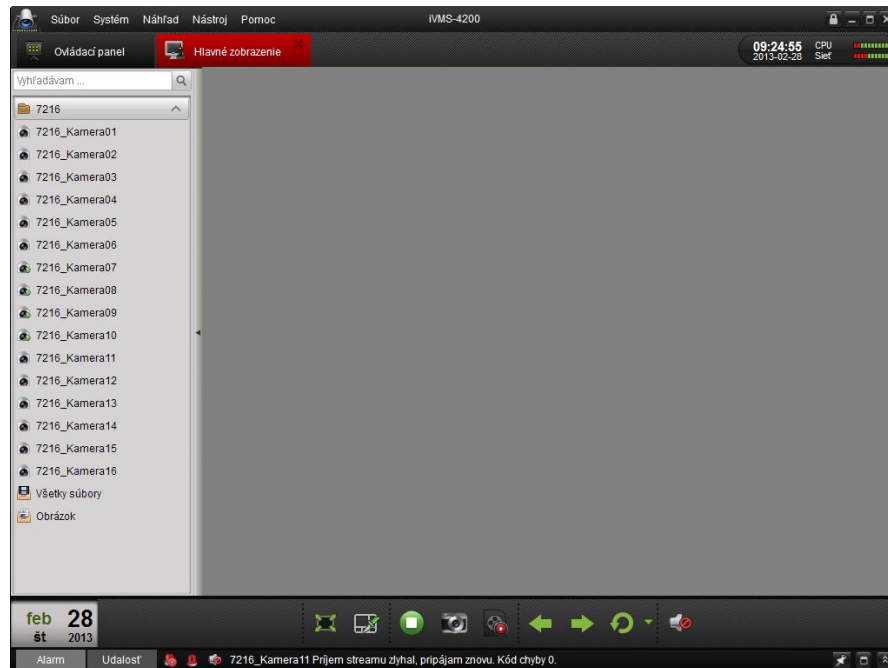 Súbor Systém Náhľad Nástroj Pomoc iVMS-4200
Ovládací panel Hlavné zobrazenie 09:24:55 CPU
2013-02-28 Sieť
Vyhľadávam ...
7216
7216_Kamera01
7216_Kamera02
7216_Kamera03
7216_Kamera04
7216_Kamera05
7216_Kamera06
7216_Kamera07
7216_Kamera08
7216_Kamera09
7216_Kamera10
7216_Kamera11
7216_Kamera12
7216_Kamera13
7216_Kamera14
7216_Kamera15
7216_Kamera16
Všetky súbory
Obrázok
feb 28
št 2013
Alarm Udalosť 7216_Kamera11 Príjem streamu zlyhal, pripájam znovu. Kód chyby 0.